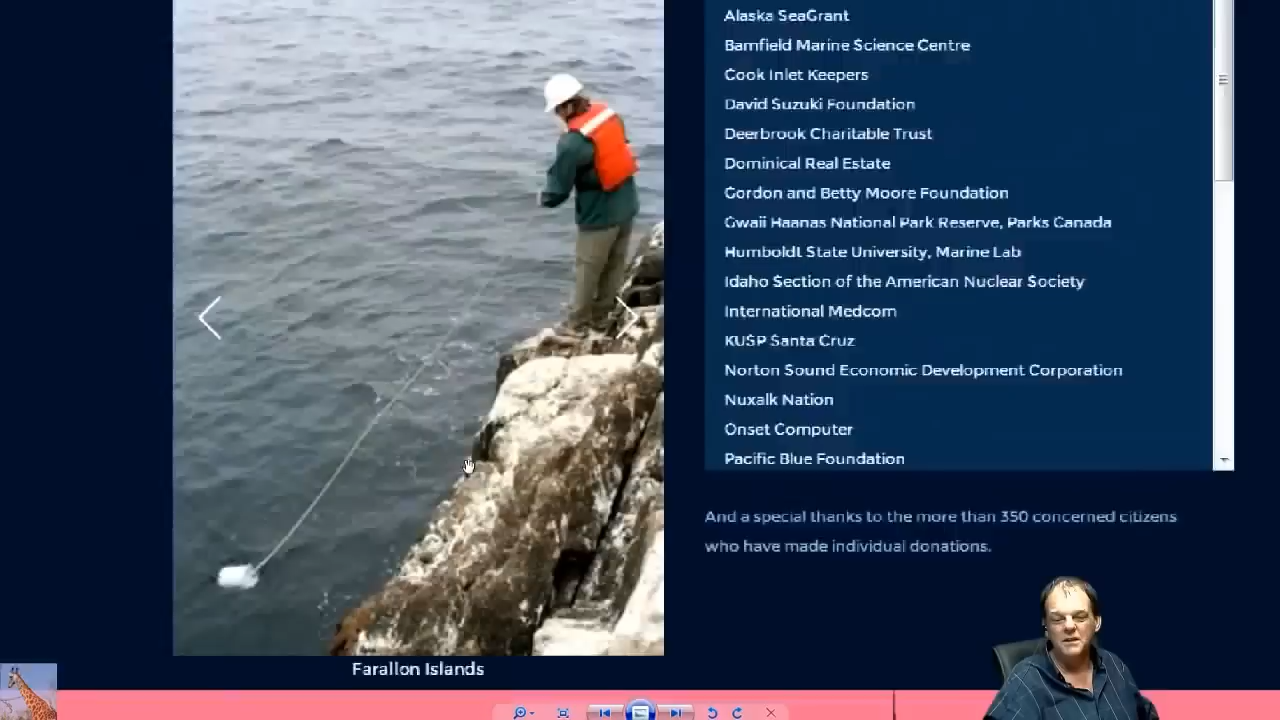 Alaska SeaGrant
Bamfield Marine Science Centre
Cook Inlet Keepers
David Suzuki Foundation
Deerbrook Charitable Trust
Dominical Real Estate
Gordon and Betty Moore Foundation
Gwaii Haanas National Park Reserve, Parks Canada
Humboldt State University, Marine Lab
Idaho Section of the American Nuclear Society
International Medcom
KUSP Santa Cruz
Norton Sound Economic Development Corporation
Nuxalk Nation
Onset Computer
Pacific Blue Foundation
And a special thanks to the more than 350 concerned citizens
who have made individual donations.
Farallon Islands